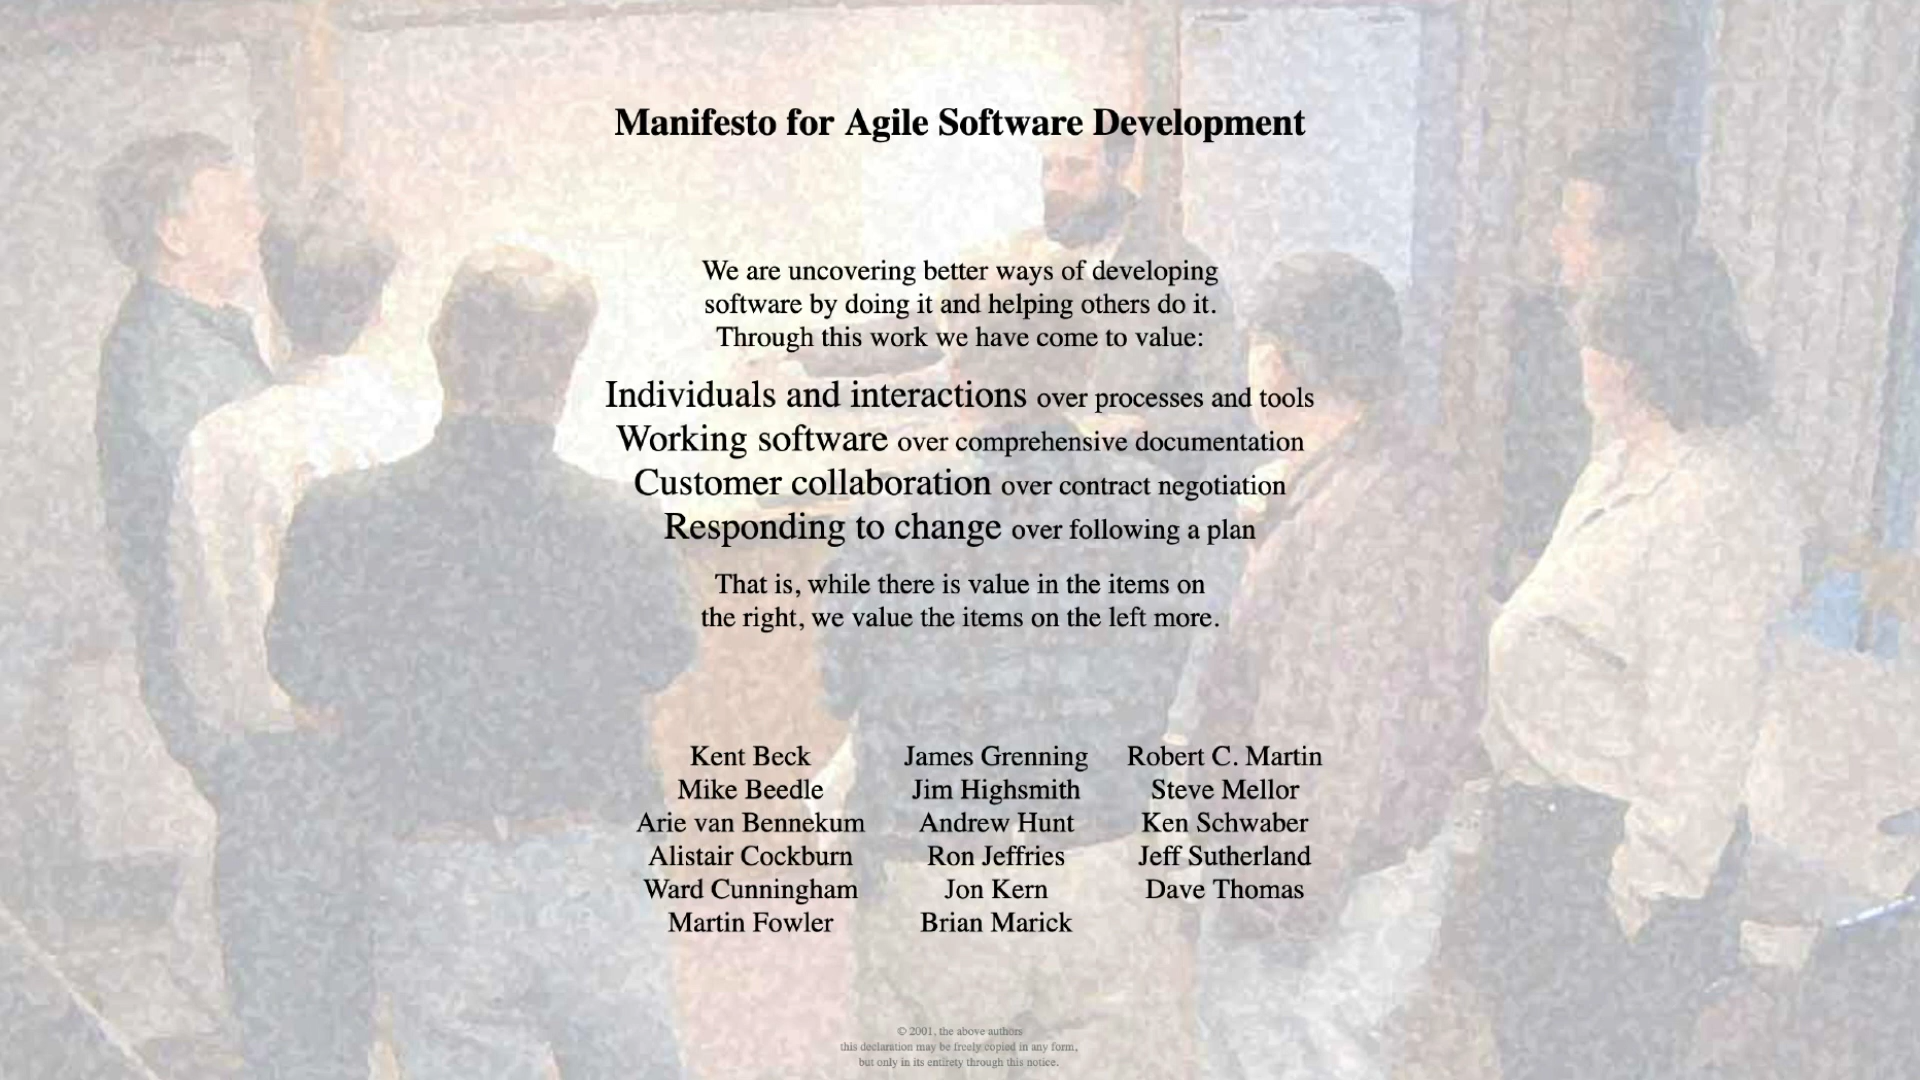 Manifesto for Agile Software Development
We are uncovering better ways of developing
software by doing it and helping others do it.
Through this work we have come to value:
Individuals and interactions over processes and tools
Working software over comprehensive documentation
Customer collaboration over contract negotiation
Responding to change over following a plan
That is, while there is value in the items on
the right, we value the items on the left more.
Kent Beck
Mike Beedle
Arie van Bennekum
Alistair Cockburn
Ward Cunningham
Martin Fowler
James Grenning
Jim Highsmith
Andrew Hunt
Ron Jeffries
Jon Kern
Brian Marick
Robert C. Martin
Steve Mellor
Ken Schwaber
Jeff Sutherland
Dave Thomas
© 2001, the above authors
this declaration may be freely copied in any form,
but only in its entirety through this notice.